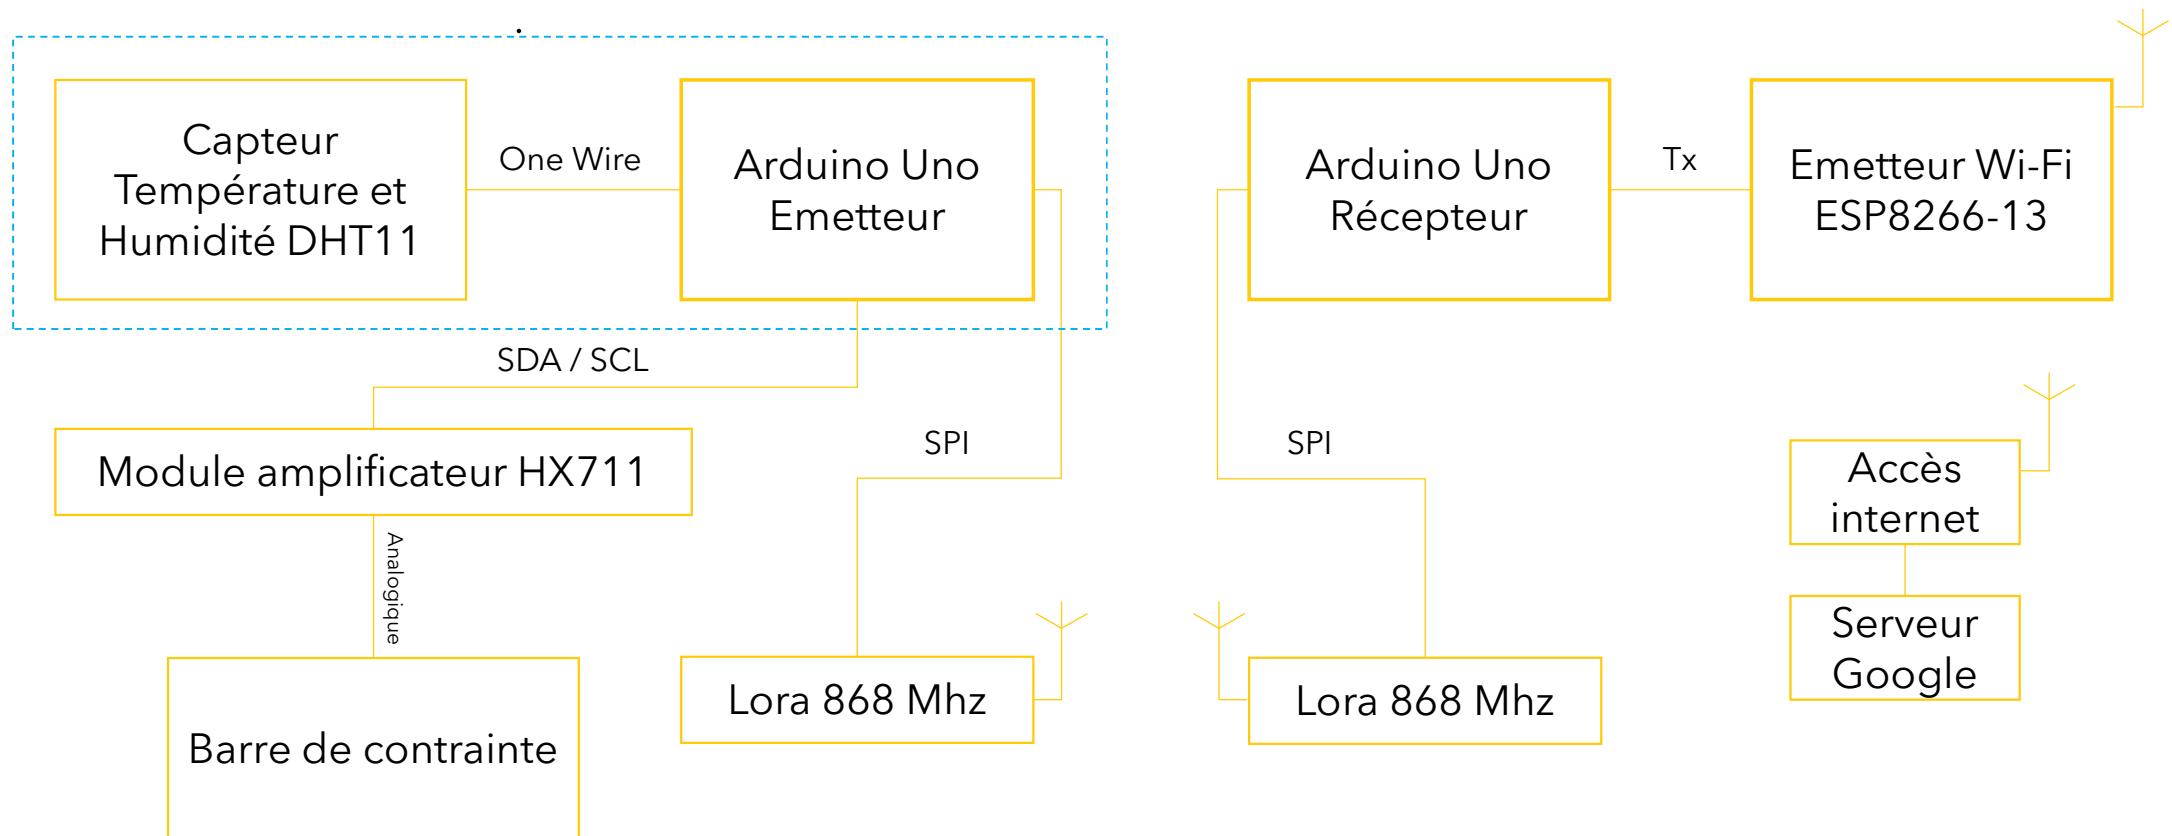 .
Capteur
Température et
Humidité DHT11
One Wire
Arduino Uno
Emetteur
Arduino Uno
Récepteur
Tx
Emetteur Wi-Fi
ESP8266-13
SDA / SCL
Module amplificateur HX711
SPI
SPI
Accès
internet
Analogique
Serveur
Google
Lora 868 Mhz
Lora 868 Mhz
Barre de contrainte